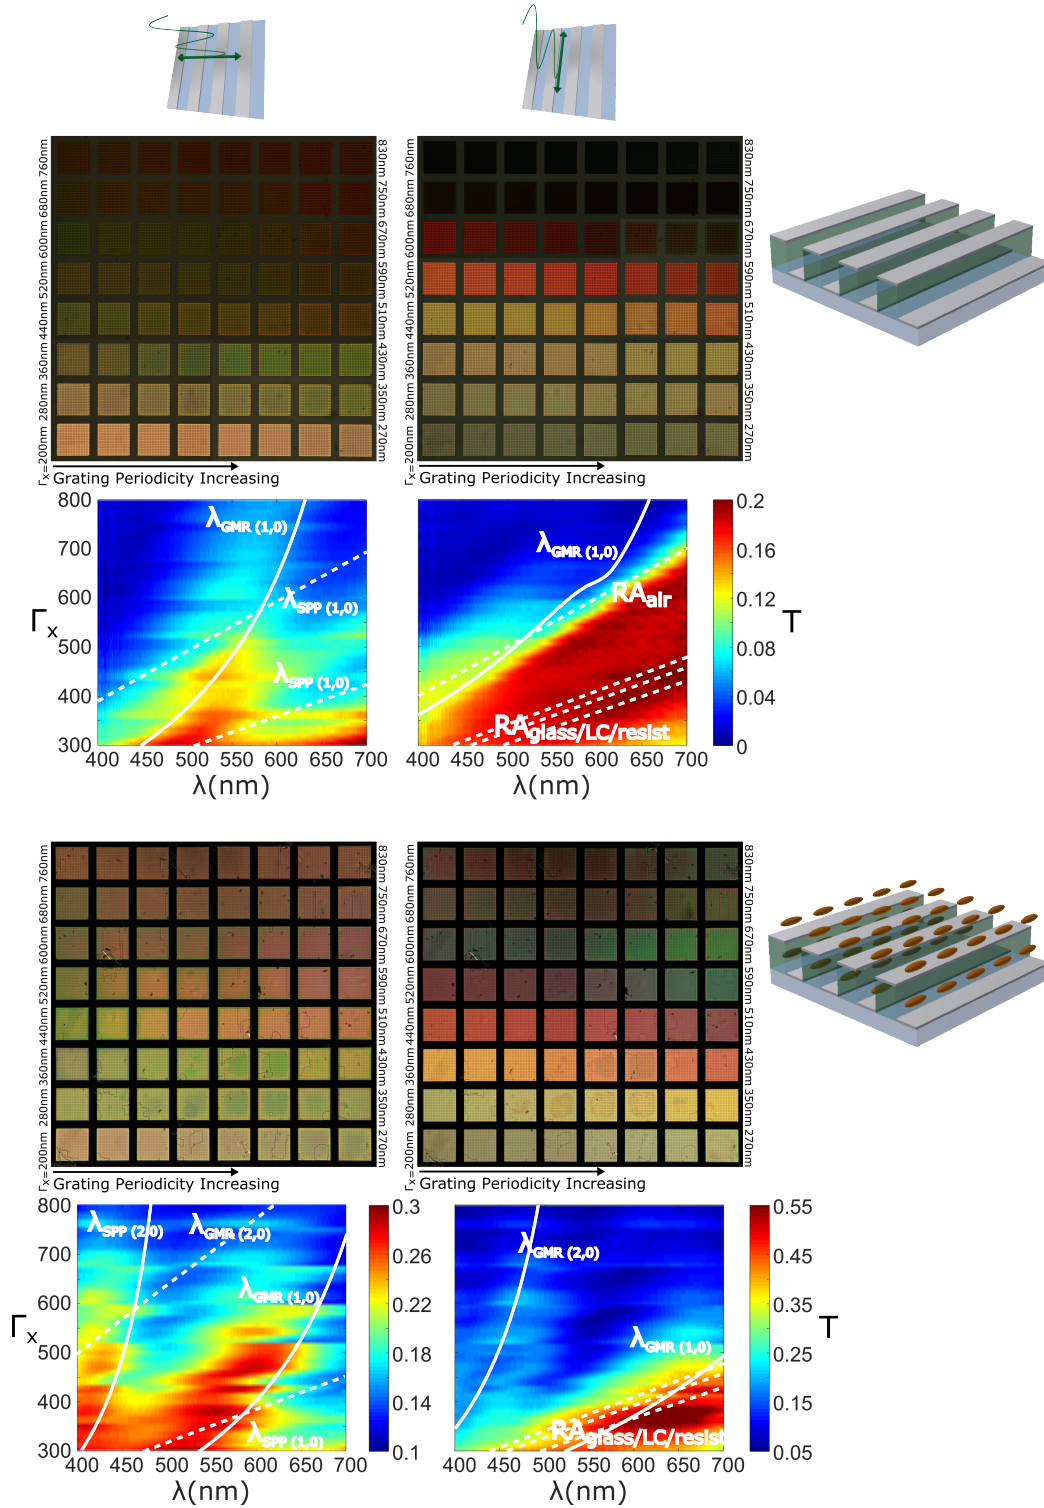 760nm 830nm
680nm 750nm
600nm 670nm
520nm 590nm
440nm 510nm
360nm 430nm
280nm 350nm
Γx=200nm 270nm
Grating Periodicity Increasing
760nm 830nm
680nm 750nm
600nm 670nm
520nm 590nm
440nm 510nm
360nm 430nm
280nm 350nm
Γx=200nm 270nm
Grating Periodicity Increasing
800
700
600
Γx
500
400
300
λGMR (1,0)
λSPP (1,0)
λSPP (1,0)
400 450 500 550 600 650 700
λ(nm)
λGMR (1,0)
RAair
RAglass/LC/resist
400 450 500 550 600 650 700
λ(nm)
0.2
0.16
0.12
T
0.08
0.04
0
760nm 830nm
680nm 750nm
600nm 670nm
520nm 590nm
440nm 510nm
360nm 430nm
280nm 350nm
Γx=200nm 270nm
Grating Periodicity Increasing
760nm 830nm
680nm 750nm
600nm 670nm
520nm 590nm
440nm 510nm
360nm 430nm
280nm 350nm
Γx=200nm 270nm
Grating Periodicity Increasing
800
700
600
Γx
500
400
300
λSPP (2,0) λGMR (2,0)
λGMR (1,0)
λSPP (1,0)
400 450 500 550 600 650 700
λ(nm)
0.3
0.26
0.22
0.18
0.14
0.1
λGMR (2,0)
λGMR (1,0)
RAglass/LC/resist
400 450 500 550 600 650 700
λ(nm)
0.55
0.45
0.35
T
0.25
0.15
0.05